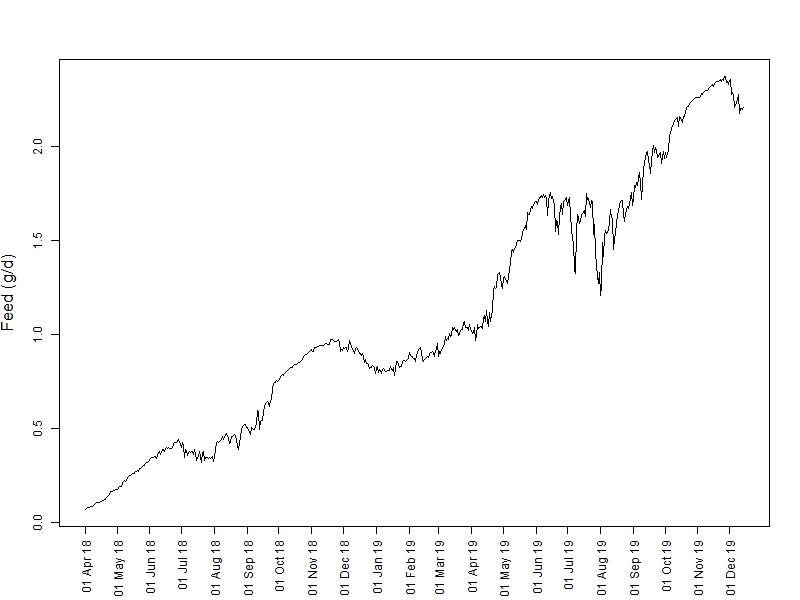 Feed (g/d)
2.0
1.5
1.0
0.5
0.0
01 Apr 18
01 May 18
01 Jun 18
01 Jul 18
01 Aug 18
01 Sep 18
01 Oct 18
01 Nov 18
01 Dec 18
01 Jan 19
01 Feb 19
01 Mar 19
01 Apr 19
01 May 19
01 Jun 19
01 Jul 19
01 Aug 19
01 Sep 19
01 Oct 19
01 Nov 19
01 Dec 19